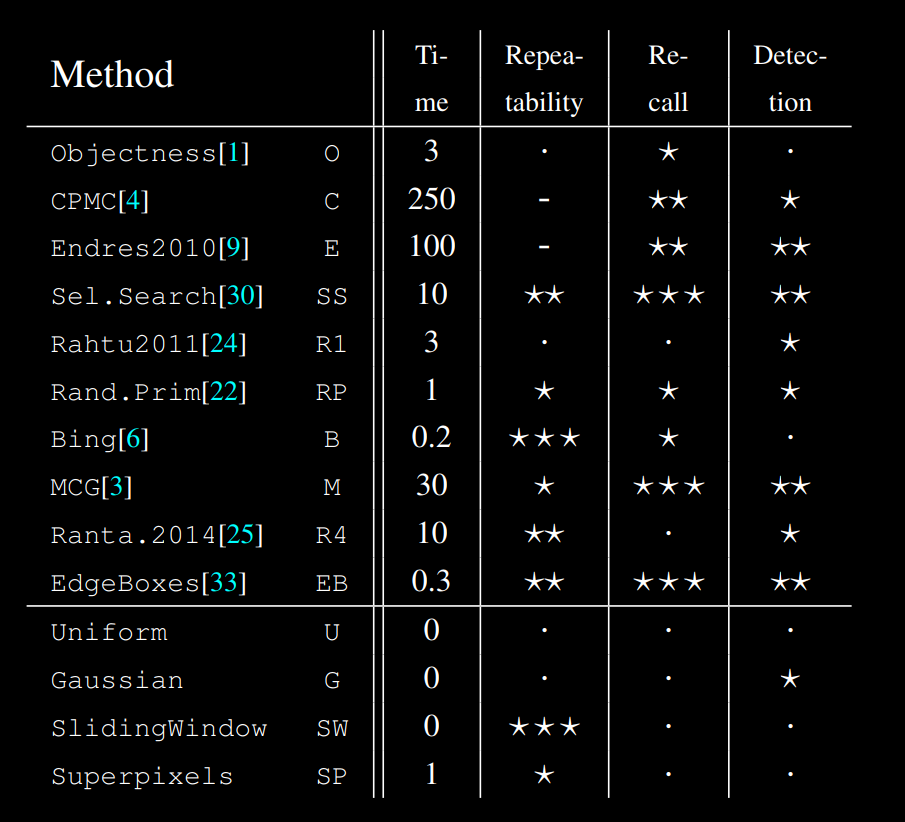 Method Ti- Repea- Re- Detec-
me tability call tion
Objectness[1] O 3 · ⋆ ·
CPMC[4] C 250 - ⋆⋆ ⋆
Endres2010[9] E 100 - ⋆⋆ ⋆⋆
Sel.Search[30] SS 10 ⋆⋆ ⋆⋆⋆ ⋆⋆
Rahtu2011[24] R1 3 · · ⋆
Rand.Prim[22] RP 1 ⋆ ⋆ ⋆
Bing[6] B 0.2 ⋆⋆⋆ ⋆ ·
MCG[3] M 30 ⋆ ⋆⋆⋆ ⋆⋆
Ranta.2014[25] R4 10 ⋆⋆ · ⋆
EdgeBoxes[33] EB 0.3 ⋆⋆ ⋆⋆⋆ ⋆⋆
Uniform U 0 · · ·
Gaussian G 0 · · ⋆
SlidingWindow SW 0 ⋆⋆⋆ · ·
Superpixels SP 1 ⋆ · ·